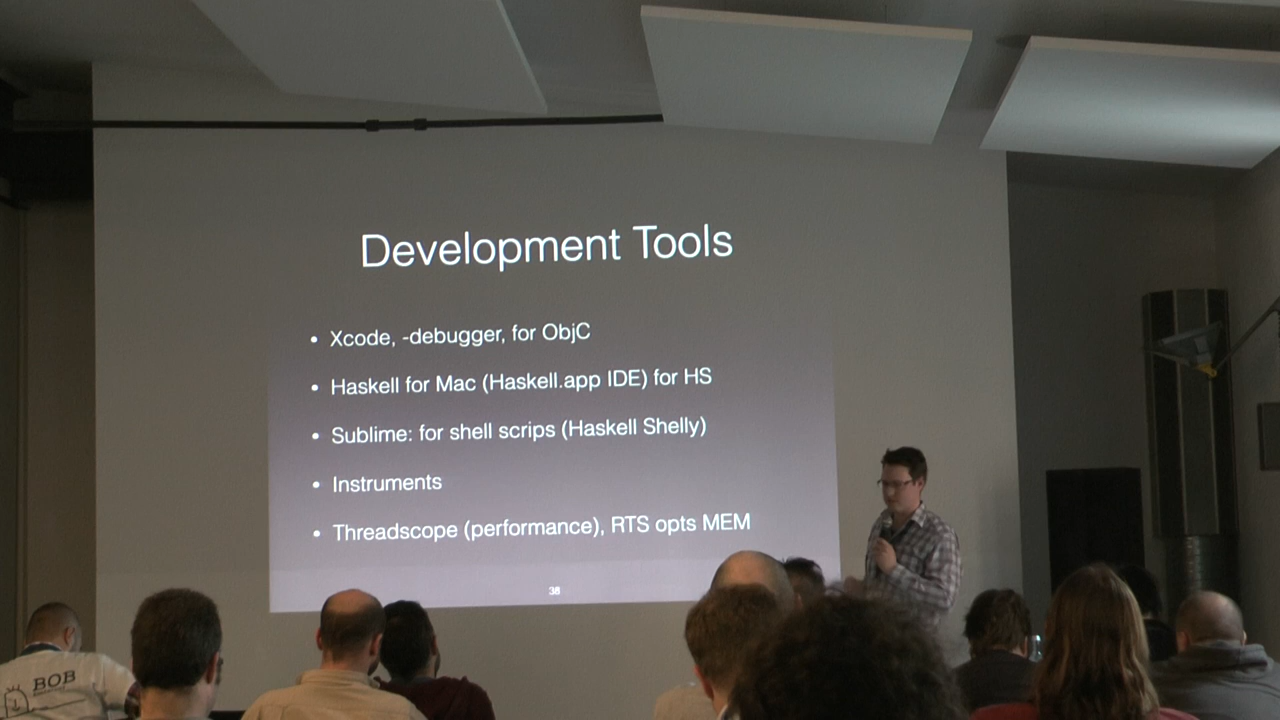 Development Tools
• Xcode, -debugger, for ObjC
• Haskell for Mac (Haskell.app IDE) for HS
• Sublime: for shell scrips (Haskell Shelly)
• Instruments
• Threadscope (performance), RTS opts MEM
38
BOB